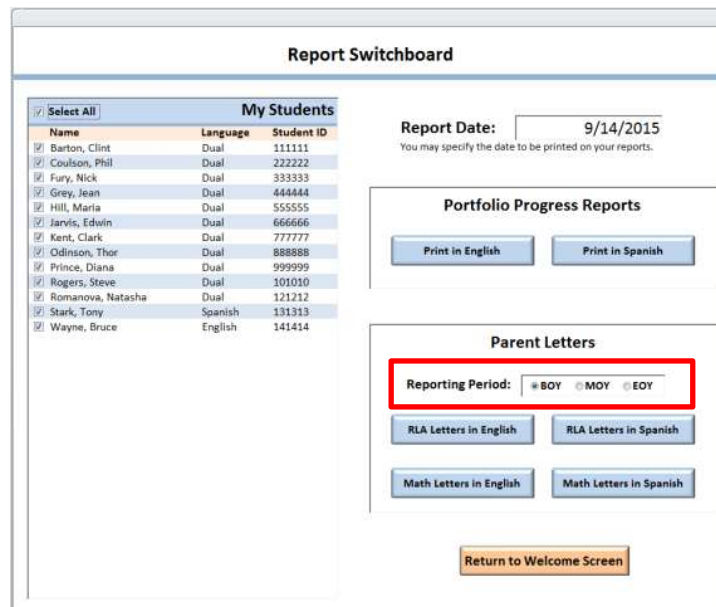 Report Switchboard
Select All My Students
Name Language Student ID
Barton, Clint Dual 111111
Coulson, Phil Dual 222222
Fury, Nick Dual 333333
Grey, Jean Dual 444444
Hill, Maria Dual 555555
Jarvis, Edwin Dual 666666
Kent, Clark Dual 777777
Odinson, Thor Dual 888888
Prince, Diana Dual 999999
Rogers, Steve Dual 101010
Romanova, Natasha Dual 121212
Stark, Tony Spanish 131313
Wayne, Bruce English 141414
Report Date: 9/14/2015
You may specify the date to be printed on your reports.
Portfolio Progress Reports
Print in English Print in Spanish
Parent Letters
Reporting Period: BOY MOY EOY
RLA Letters in English RLA Letters in Spanish
Math Letters in English Math Letters in Spanish
Return to Welcome Screen